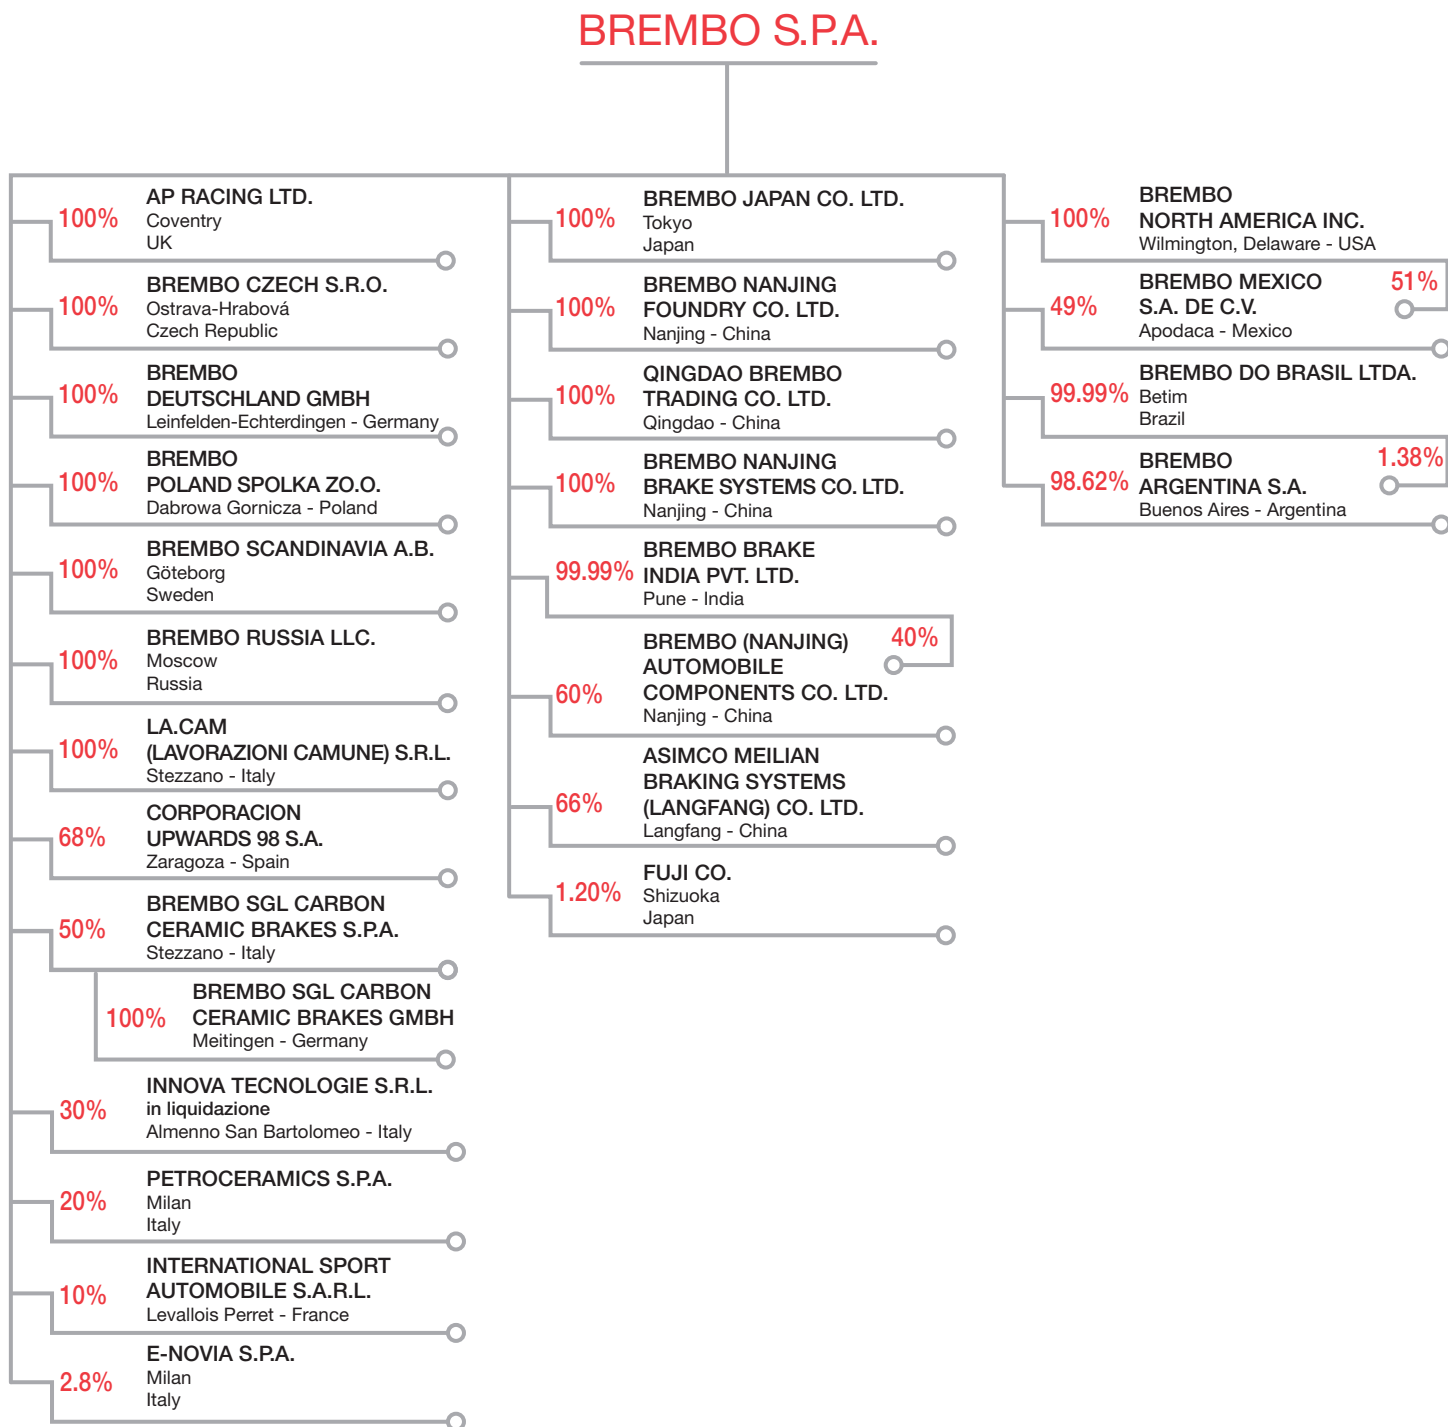 BREMBO S.P.A.
100%
AP RACING LTD.
Coventry
UK
100%
BREMBO CZECH S.R.O.
Ostrava-Hrabová
Czech Republic
100%
BREMBO
DEUTSCHLAND GMBH
Leinfelden-Echterdingen - Germany
100%
BREMBO
POLAND SPOLKA ZO.O.
Dabrowa Gornicza - Poland
100%
BREMBO SCANDINAVIA A.B.
Göteborg
Sweden
100%
BREMBO RUSSIA LLC.
Moscow
Russia
100%
LA.CAM
(LAVORAZIONI CAMUNE) S.R.L.
Stezzano - Italy
68%
CORPORACION
UPWARDS 98 S.A.
Zaragoza - Spain
50%
BREMBO SGL CARBON
CERAMIC BRAKES S.P.A.
Stezzano - Italy
100%
BREMBO SGL CARBON
CERAMIC BRAKES GMBH
Meitingen - Germany
30%
INNOVA TECNOLOGIE S.R.L.
in liquidazione
Almenno San Bartolomeo - Italy
20%
PETROCERAMICS S.P.A.
Milan
Italy
10%
INTERNATIONAL SPORT
AUTOMOBILE S.A.R.L.
Levallois Perret - France
2.8%
E-NOVIA S.P.A.
Milan
Italy
100%
BREMBO JAPAN CO. LTD.
Tokyo
Japan
100%
BREMBO NANJING
FOUNDRY CO. LTD.
Nanjing - China
100%
QINGDAO BREMBO
TRADING CO. LTD.
Qingdao - China
100%
BREMBO NANJING
BRAKE SYSTEMS CO. LTD.
Nanjing - China
99.99%
BREMBO BRAKE
INDIA PVT. LTD.
Pune - India
40%
60%
BREMBO (NANJING)
AUTOMOBILE
COMPONENTS CO. LTD.
Nanjing - China
66%
ASIMCO MEILIAN
BRAKING SYSTEMS
(LANGFANG) CO. LTD.
Langfang - China
1.20%
FUJI CO.
Shizuoka
Japan
100%
BREMBO
NORTH AMERICA INC.
Wilmington, Delaware - USA
51%
49%
BREMBO MEXICO
S.A. DE C.V.
Apodaca - Mexico
99.99%
BREMBO DO BRASIL LTDA.
Betim
Brazil
1.38%
98.62%
BREMBO
ARGENTINA S.A.
Buenos Aires - Argentina